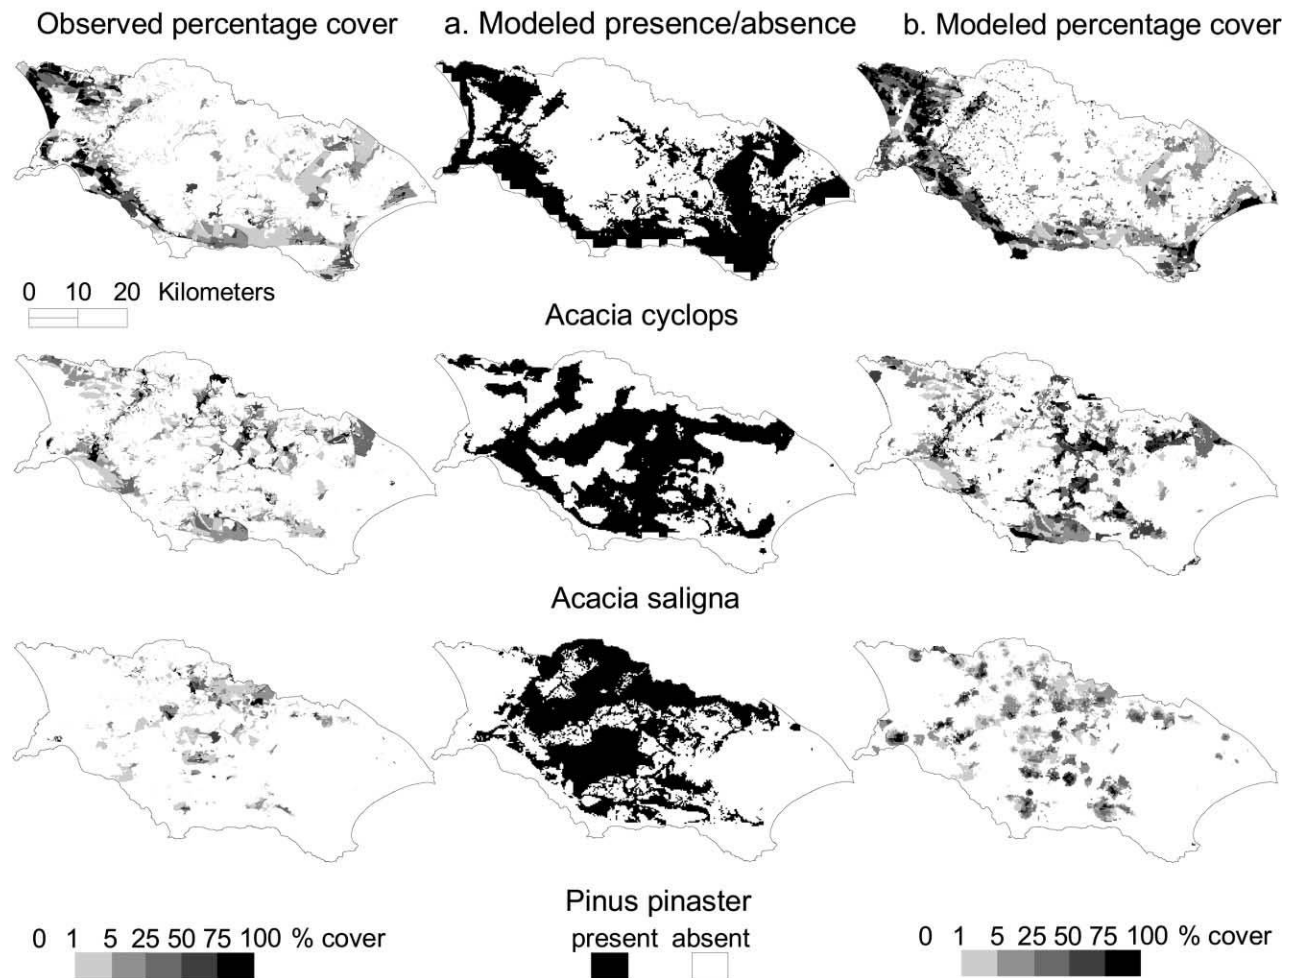 Observed percentage cover
a. Modeled presence/absence
b. Modeled percentage cover
0 10 20 Kilometers
Acacia cyclops
Acacia saligna
Pinus pinaster
0 1 5 25 50 75 100 % cover
present absent
0 1 5 25 50 75 100 % cover